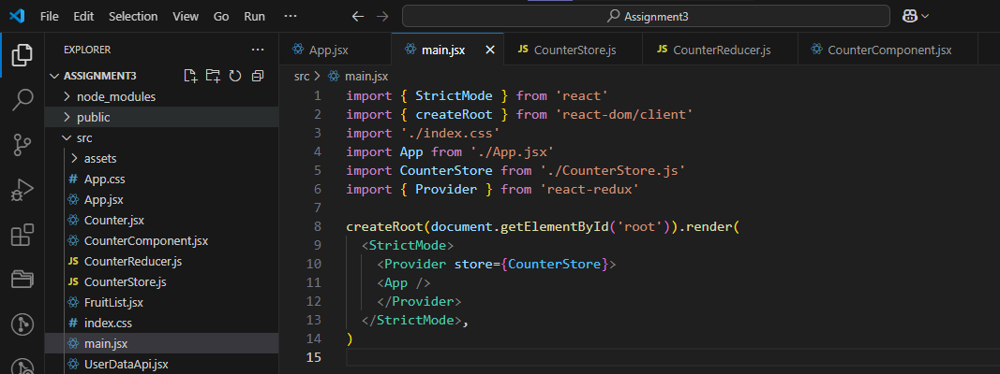 File Edit Selection View Go Run ··· Assignment3
EXPLORER ···
ASSIGNMENT3
node_modules
public
src
assets
# App.css
App.jsx
Counter.jsx
CounterComponent.jsx
JS CounterReducer.js
JS CounterStore.js
FruitList.jsx
# index.css
main.jsx
UserDataApi.jsx
App.jsx main.jsx JS CounterStore.js JS CounterReducer.js CounterComponent.jsx
src > main.jsx
1 import { StrictMode } from 'react'
2 import { createRoot } from 'react-dom/client'
3 import './index.css'
4 import App from './App.jsx'
5 import CounterStore from './CounterStore.js'
6 import { Provider } from 'react-redux'
7
8 createRoot(document.getElementById('root')).render(
9   <StrictMode>
10     <Provider store={CounterStore}>
11     <App />
12     </Provider>
13   </StrictMode>,
14 )
15